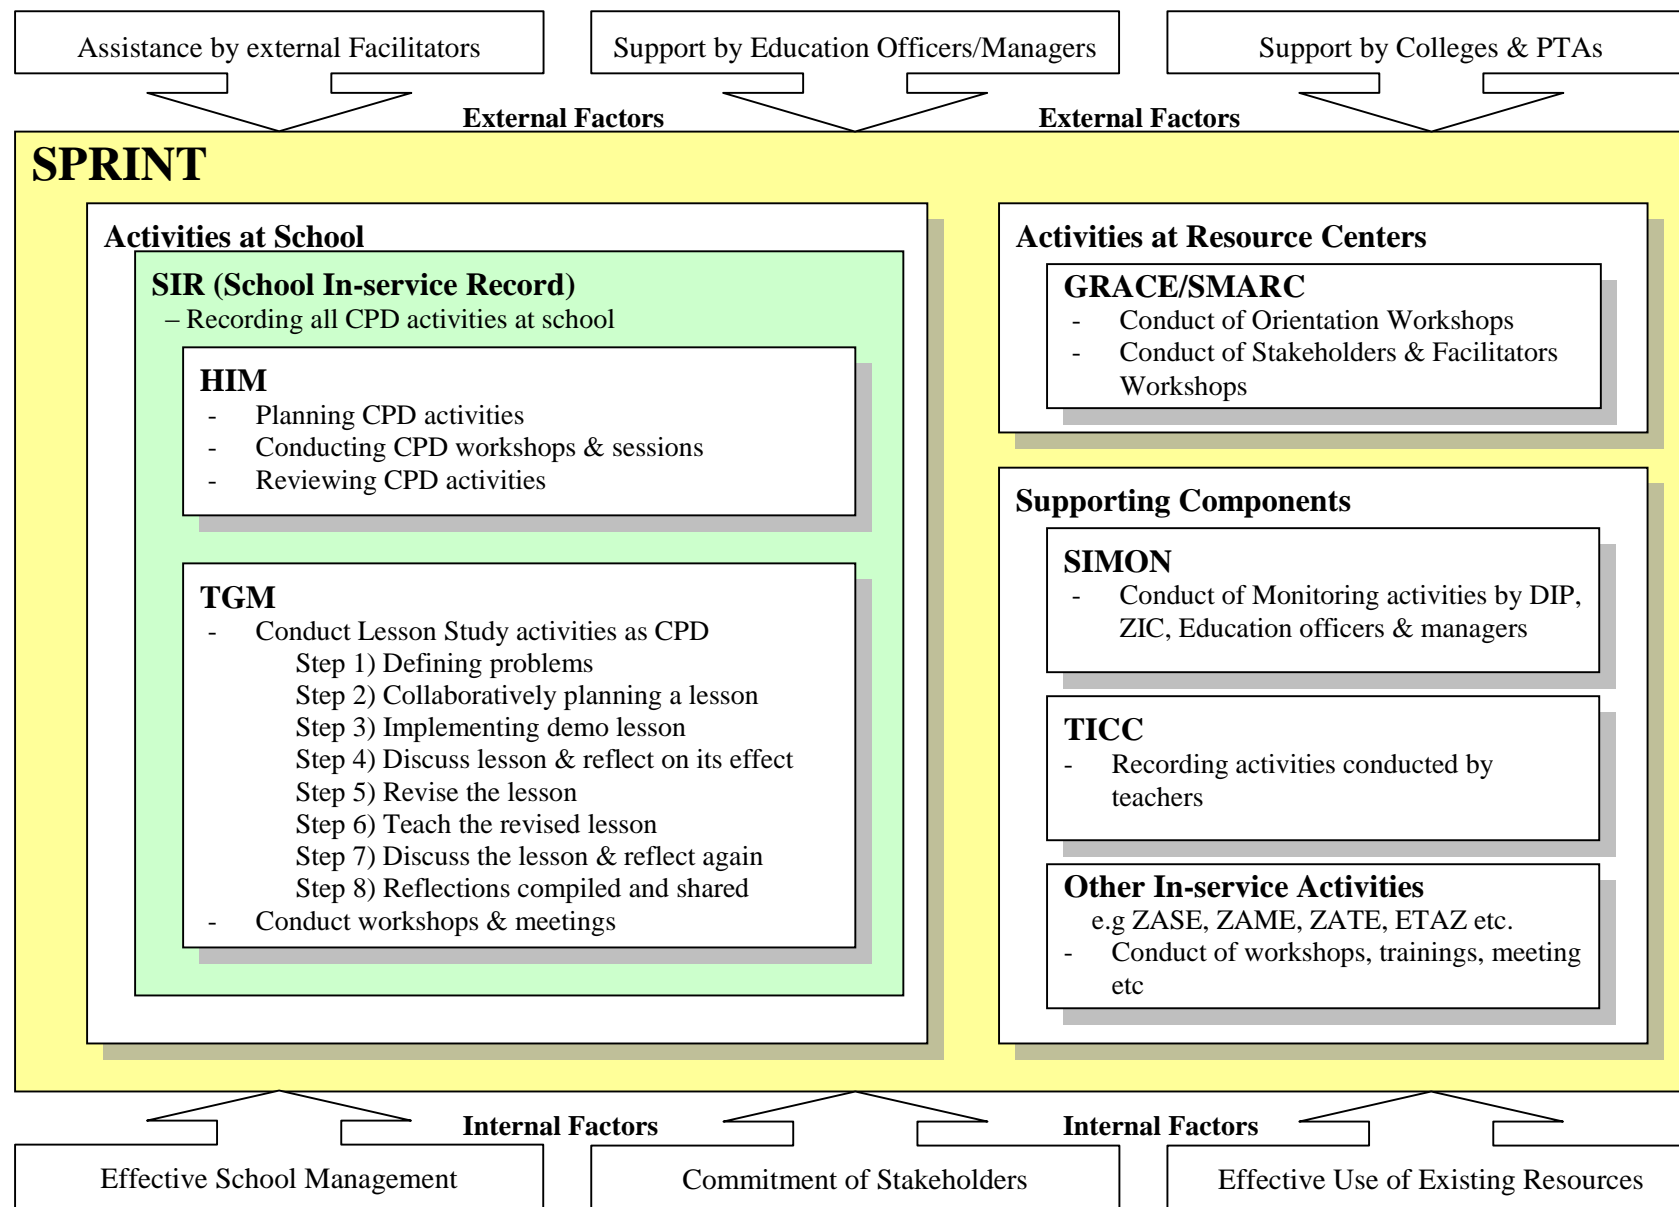 Assistance by external Facilitators
Support by Education Officers/Managers
Support by Colleges & PTAs
External Factors
External Factors
SPRINT
Activities at School
SIR (School In-service Record)
– Recording all CPD activities at school
HIM
- Planning CPD activities
- Conducting CPD workshops & sessions
- Reviewing CPD activities
TGM
- Conduct Lesson Study activities as CPD
Step 1) Defining problems
Step 2) Collaboratively planning a lesson
Step 3) Implementing demo lesson
Step 4) Discuss lesson & reflect on its effect
Step 5) Revise the lesson
Step 6) Teach the revised lesson
Step 7) Discuss the lesson & reflect again
Step 8) Reflections compiled and shared
- Conduct workshops & meetings
Activities at Resource Centers
GRACE/SMARC
- Conduct of Orientation Workshops
- Conduct of Stakeholders & Facilitators
Workshops
Supporting Components
SIMON
- Conduct of Monitoring activities by DIP,
ZIC, Education officers & managers
TICC
- Recording activities conducted by
teachers
Other In-service Activities
e.g ZASE, ZAME, ZATE, ETAZ etc.
- Conduct of workshops, trainings, meeting
etc
Internal Factors
Internal Factors
Effective School Management
Commitment of Stakeholders
Effective Use of Existing Resources